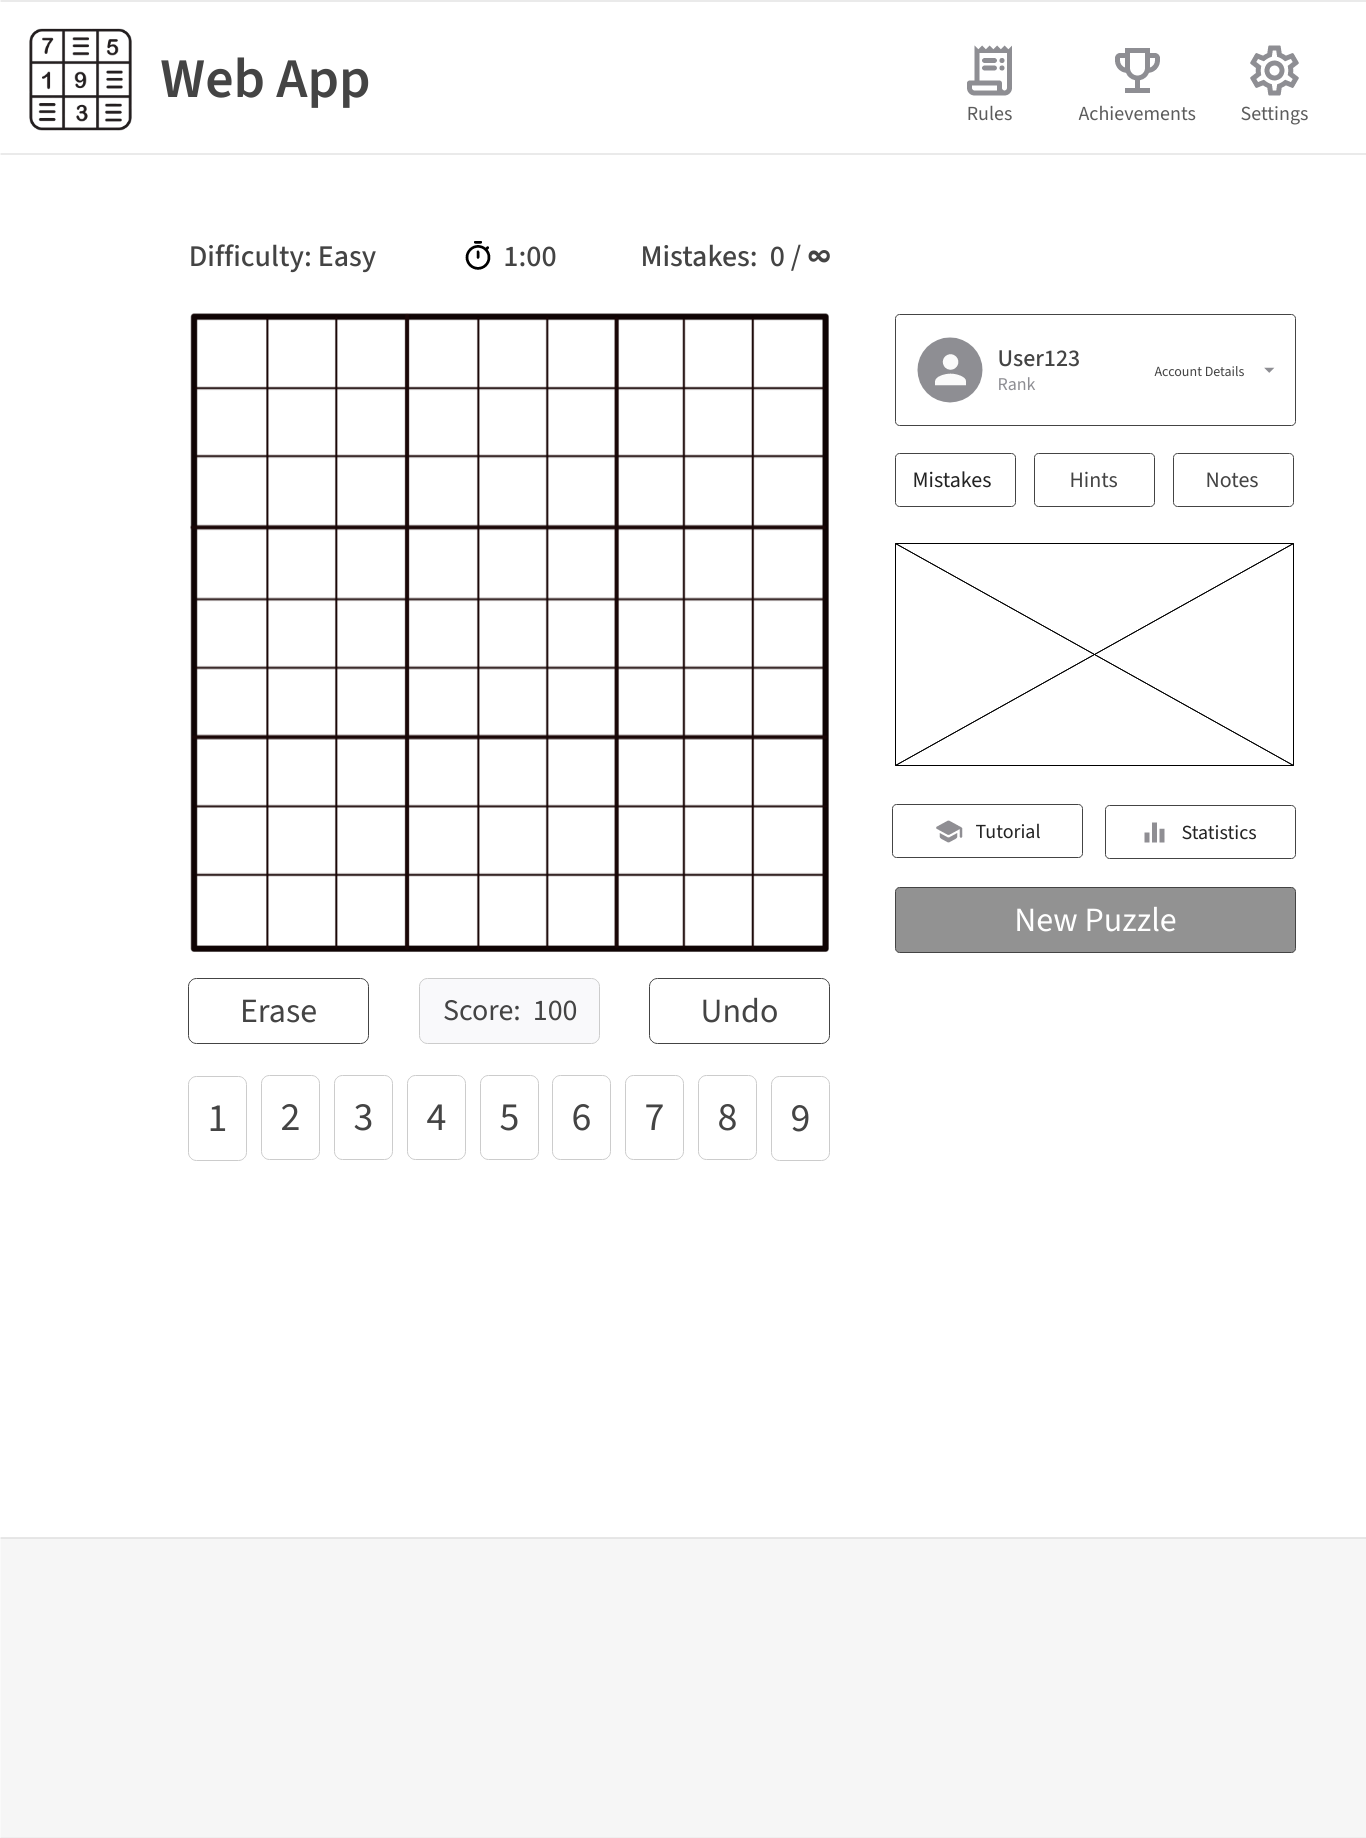 7 5
1 9
3
Web App
Rules
Achievements
Settings
Difficulty: Easy
1:00
Mistakes: 0 / ∞
User123
Rank
Account Details
Mistakes
Hints
Notes
Tutorial
Statistics
New Puzzle
Erase
Score: 100
Undo
1 2 3 4 5 6 7 8 9